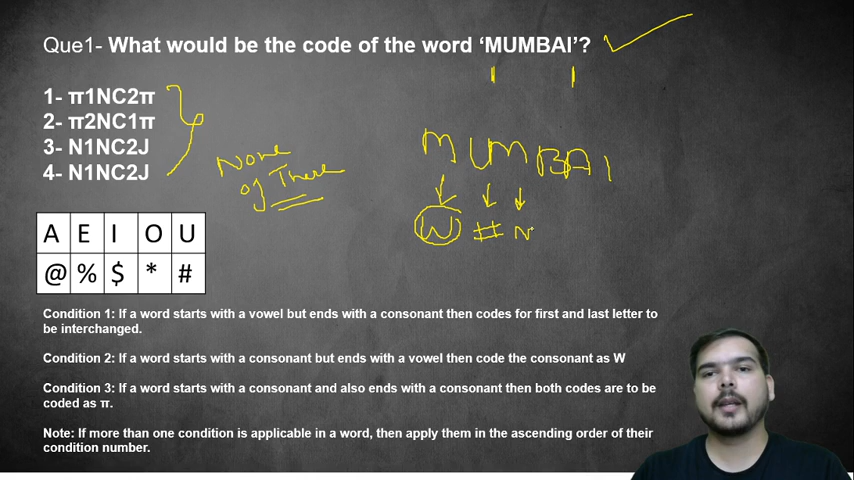 Que1- What would be the code of the word ‘MUMBAI’?
1- π1NC2π
2- π2NC1π
3- N1NC2J
4- N1NC2J
None
of These
MUMBAI
W # N
A E I O U
@ % $ * #
Condition 1: If a word starts with a vowel but ends with a consonant then codes for first and last letter to
be interchanged.
Condition 2: If a word starts with a consonant but ends with a vowel then code the consonant as W
Condition 3: If a word starts with a consonant and also ends with a consonant then both codes are to be
coded as π.
Note: If more than one condition is applicable in a word, then apply them in the ascending order of their
condition number.